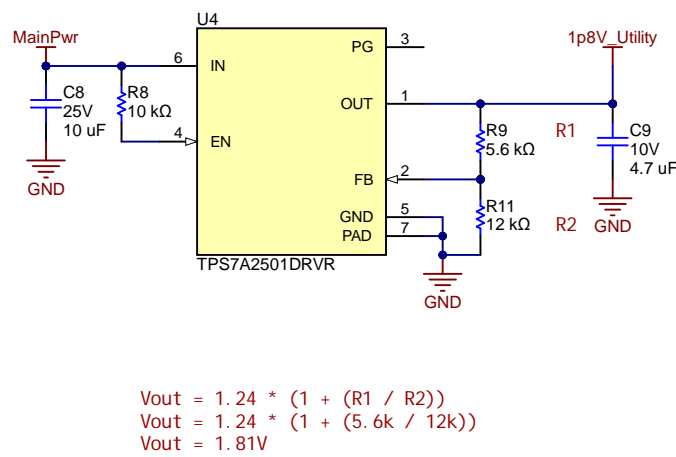 U4
MainPwr
1p8V_Utility
PG
3
6
IN
C8
25V
10 uF
R8
10 kΩ
OUT
1
R9
5.6 kΩ
R1
C9
10V
4.7 uF
4
EN
FB
2
GND
R11
12 kΩ
R2
GND
GND
5
PAD
7
TPS7A2501DRVR
GND
Vout = 1.24 * (1 + (R1 / R2))
Vout = 1.24 * (1 + (5.6k / 12k))
Vout = 1.81V